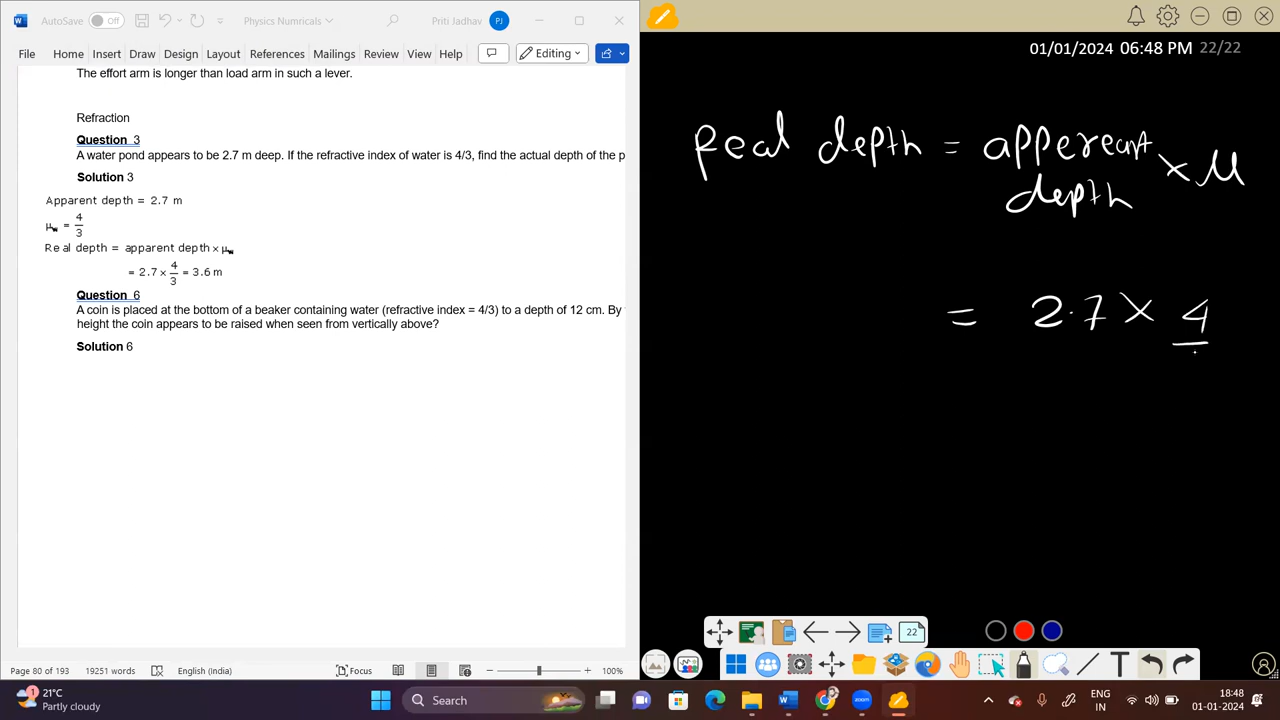 AutoSave Off Physics Numricals Priti Jadhav PJ
File Home Insert Draw Design Layout References Mailings Review View Help Editing
The effort arm is longer than load arm in such a lever.
Refraction
Question 3
A water pond appears to be 2.7 m deep. If the refractive index of water is 4/3, find the actual depth of the p
Solution 3
Apparent depth = 2.7 m
μw = 4/3
Real depth = apparent depth × μw
= 2.7 × 4/3 = 3.6 m
Question 6
A coin is placed at the bottom of a beaker containing water (refractive index = 4/3) to a depth of 12 cm. By
height the coin appears to be raised when seen from vertically above?
Solution 6
Page 80 of 193 19251 words English (India) Focus 100%
01/01/2024 06:48 PM 22/22
Real depth = apperent × μ
depth
= 2.7 × 4
22
T
1
21°C
Partly cloudy
Search
zoom
ENG
IN
18:48
01-01-2024